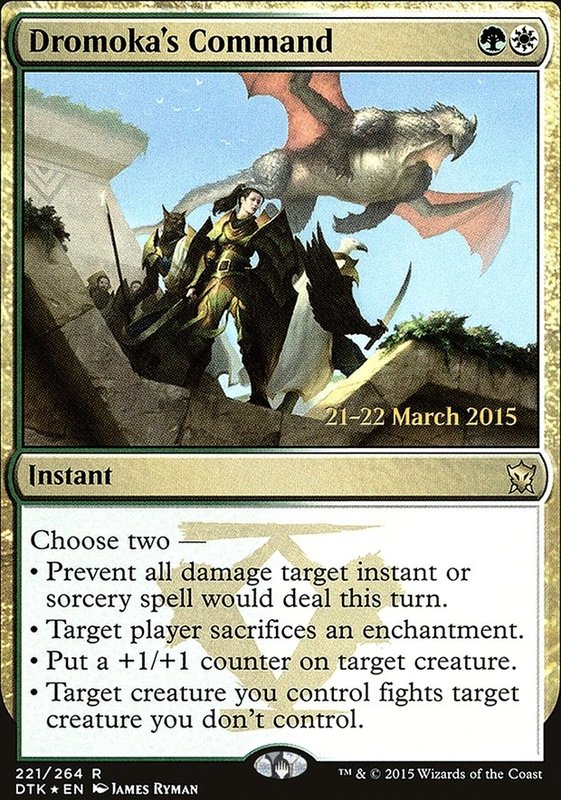 Dromoka's Command
21–22 March 2015
Instant
Choose two —
• Prevent all damage target instant or
sorcery spell would deal this turn.
• Target player sacrifices an enchantment.
• Put a +1/+1 counter on target creature.
• Target creature you control fights target
creature you don't control.
221/264 R
DTK ★ EN James Ryman
™ & © 2015 Wizards of the Coast